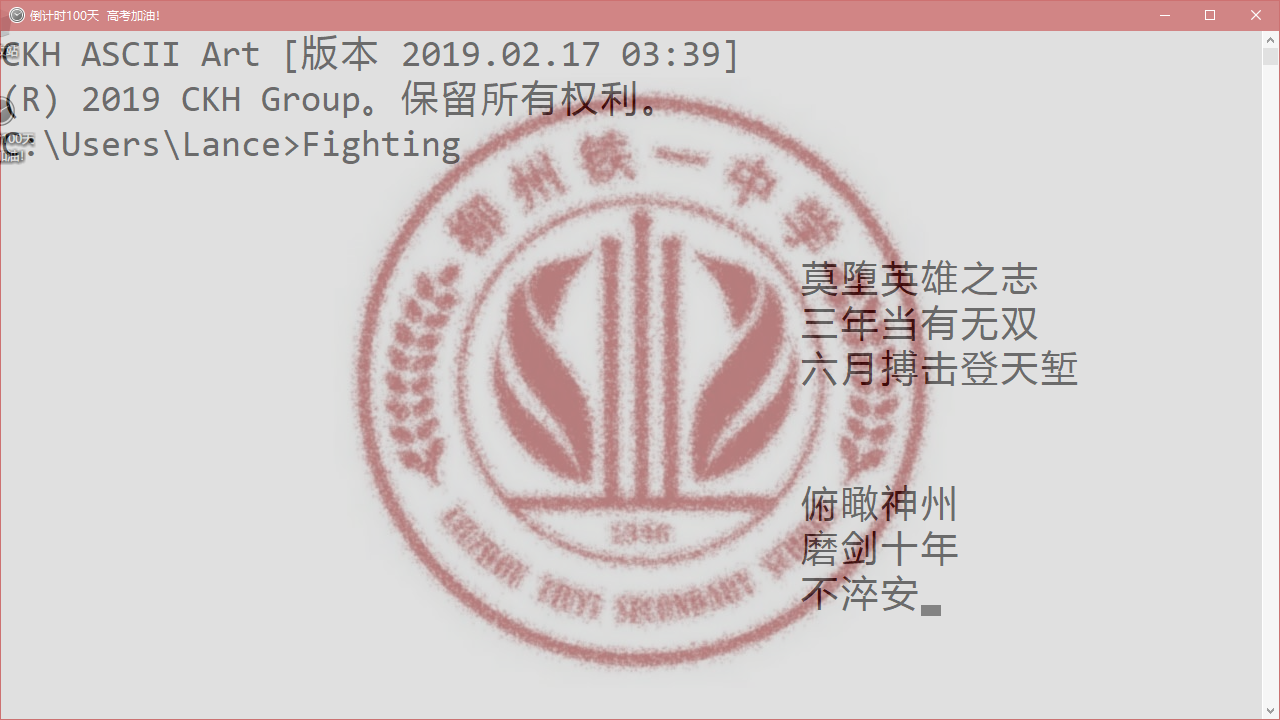 倒计时100天 高考加油!
CKH ASCII Art [版本 2019.02.17 03:39]
(R) 2019 CKH Group。保留所有权利。
C:\Users\Lance>Fighting
柳州铁一中学
莫堕英雄之志
三年当有无双
六月搏击登天堑
俯瞰神州
磨剑十年
不淬安